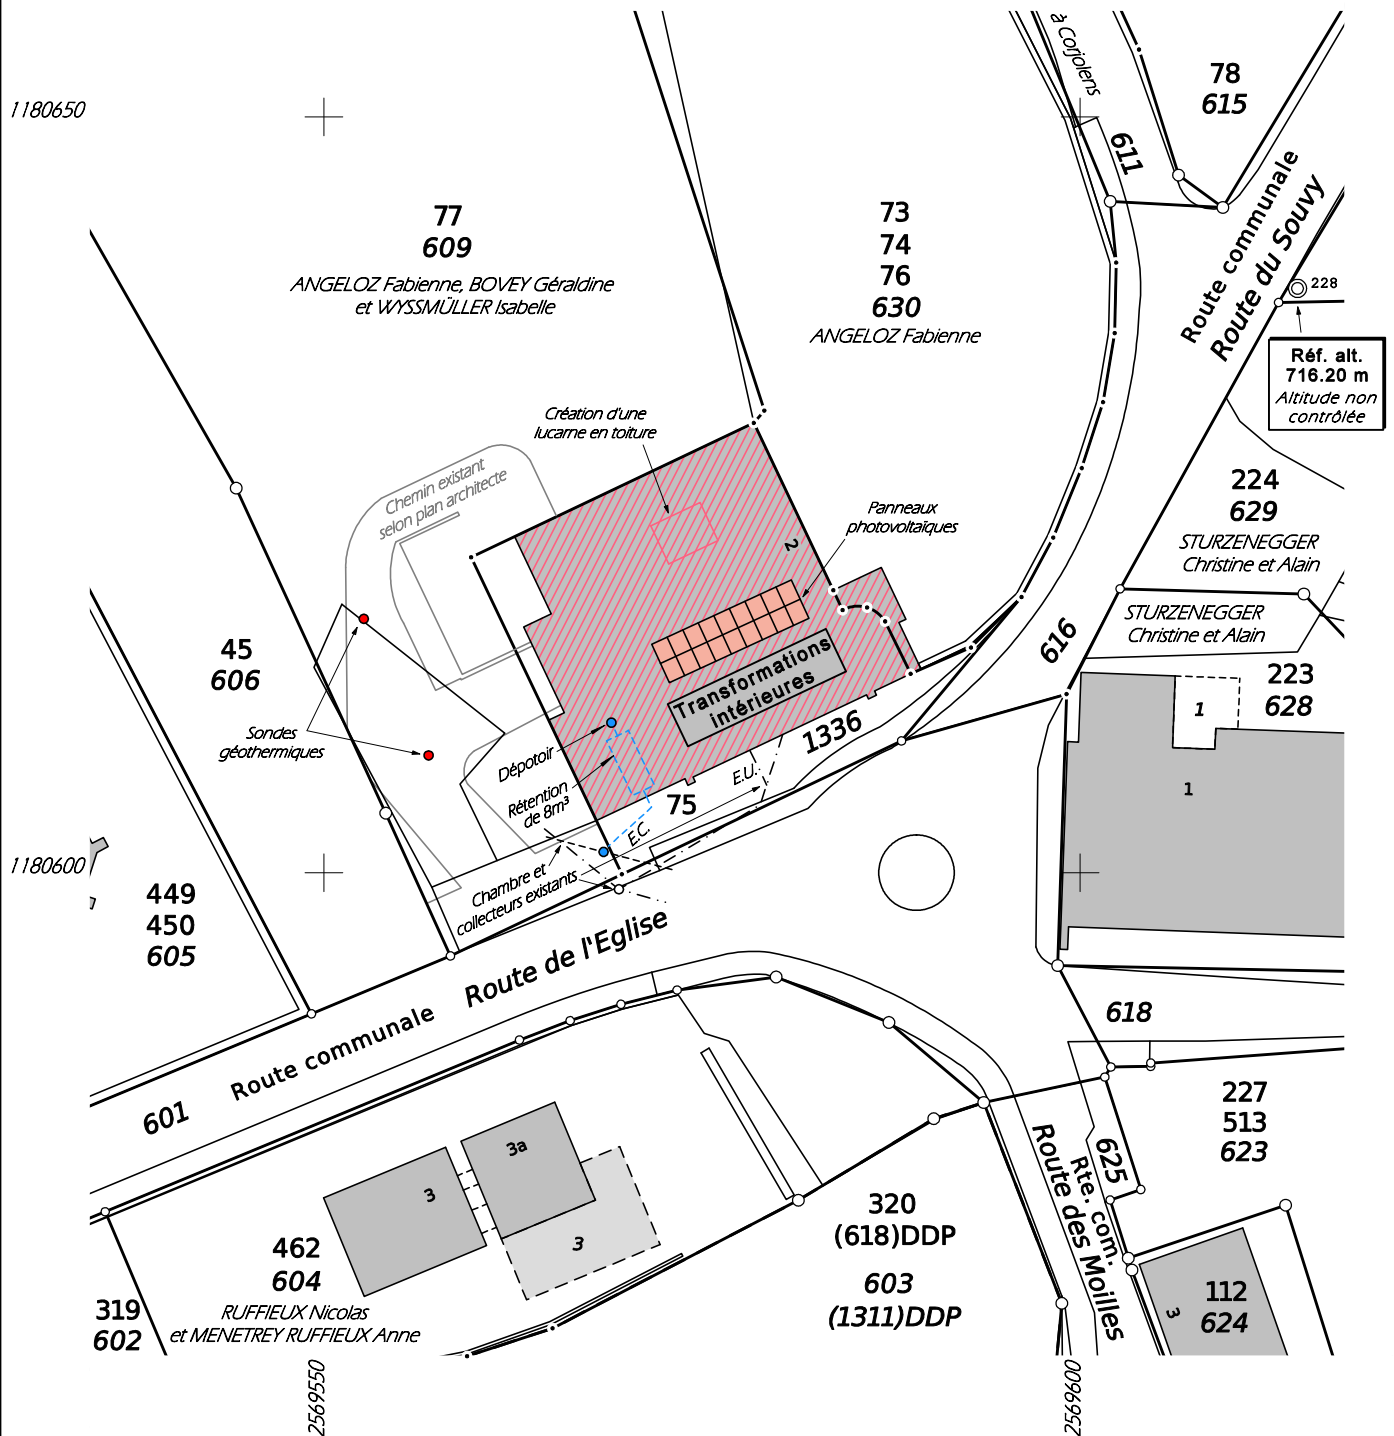 à Corjolens
78
615
1180650
611
Route communale
Route du Souvy
77
609
ANGELOZ Fabienne, BOVEY Géraldine
et WYSSMÜLLER Isabelle
73
74
76
630
ANGELOZ Fabienne
228
Réf. alt.
716.20 m
Altitude non
contrôlée
Création d'une
lucarne en toiture
Chemin existant
selon plan architecte
Panneaux
photovoltaïques
2
224
629
STURZENEGGER
Christine et Alain
STURZENEGGER
Christine et Alain
616
45
606
223
628
1
1
Sondes
géothermiques
Transformations
intérieures
1336
Dépotoir
Rétention
de 8m³
75
E.U.
E.C.
Chambre et
collecteurs existants
1180600
449
450
605
Route de l'Eglise
Route communale
601
618
227
513
623
625
Rte. com.
Route des Moilles
3a
3
3
462
604
RUFFIEUX Nicolas
et MENETREY RUFFIEUX Anne
320
(618)DDP
603
(1311)DDP
319
602
112
624
3
2569550
2569600